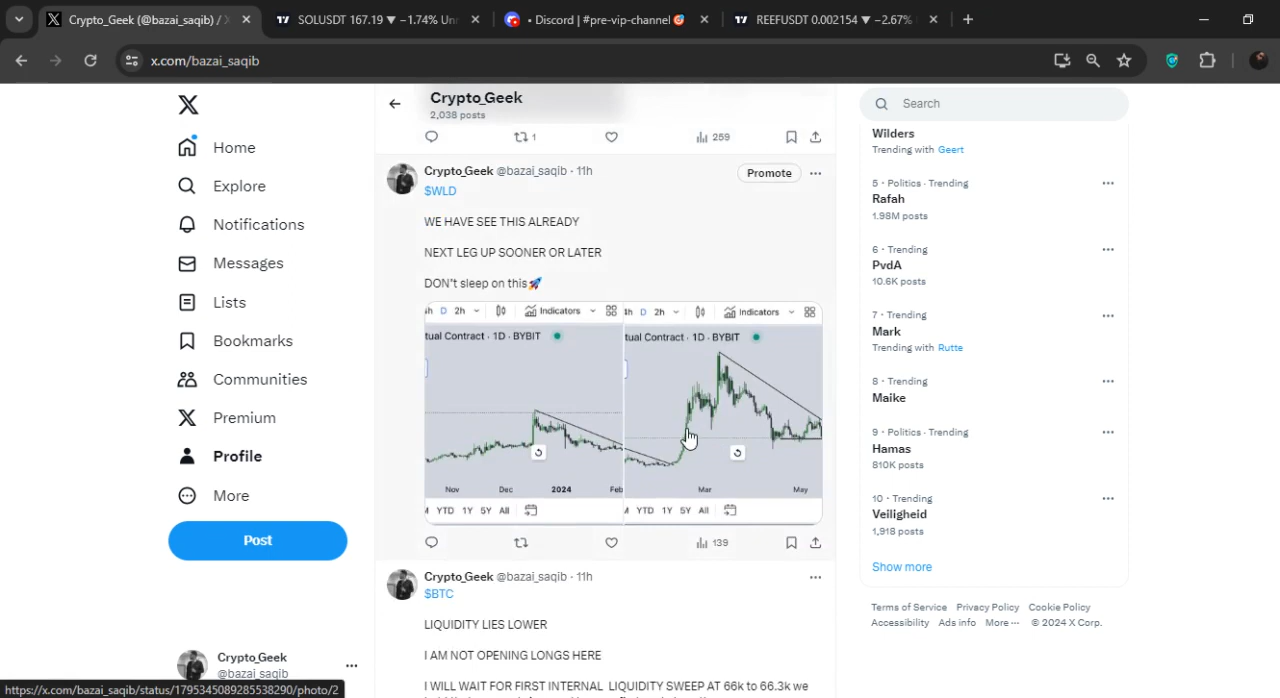 Crypto_Geek (@bazai_saqib) / X
SOLUSDT 167.19 ▼ −1.74% Un
• Discord | #pre-vip-channel🎯
REEFUSDT 0.002154 ▼ −2.67%
x.com/bazai_saqib
Home
Explore
Notifications
Messages
Lists
Bookmarks
Communities
Premium
Profile
More
Post
Crypto_Geek
@bazai_saqib
https://x.com/bazai_saqib/status/1795345089285538290/photo/2
Crypto_Geek
2,038 posts
1
259
Crypto_Geek @bazai_saqib · 11h
Promote
$WLD
WE HAVE SEE THIS ALREADY
NEXT LEG UP SOONER OR LATER
DON't sleep on this🚀
D 2h Indicators
tual Contract · 1D · BYBIT
Nov Dec 2024 Feb
YTD 1Y 5Y All
D 2h Indicators
tual Contract · 1D · BYBIT
Mar May
YTD 1Y 5Y All
139
Crypto_Geek @bazai_saqib · 11h
$BTC
LIQUIDITY LIES LOWER
I AM NOT OPENING LONGS HERE
I WILL WAIT FOR FIRST INTERNAL LIQUIDITY SWEEP AT 66k to 66.3k we
Search
Wilders
Trending with Geert
5 · Politics · Trending
Rafah
1.98M posts
6 · Trending
PvdA
10.6K posts
7 · Trending
Mark
Trending with Rutte
8 · Trending
Maike
9 · Politics · Trending
Hamas
810K posts
10 · Trending
Veiligheid
1,918 posts
Show more
Terms of Service Privacy Policy Cookie Policy
Accessibility Ads info More ··· © 2024 X Corp.